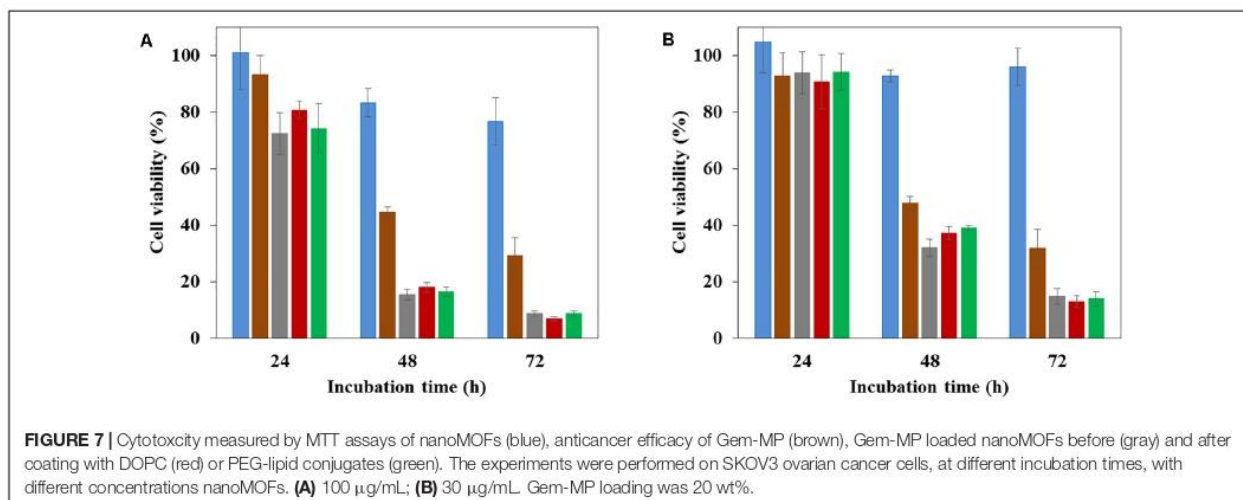 A
100
80
60
40
20
0
Cell viability (%)
24 48 72
Incubation time (h)
B
100
80
60
40
20
0
Cell viability (%)
24 48 72
Incubation time (h)
FIGURE 7 | Cytotoxcity measured by MTT assays of nanoMOFs (blue), anticancer efficacy of Gem-MP (brown), Gem-MP loaded nanoMOFs before (gray) and after
coating with DOPC (red) or PEG-lipid conjugates (green). The experiments were performed on SKOV3 ovarian cancer cells, at different incubation times, with
different concentrations nanoMOFs. (A) 100 μg/mL; (B) 30 μg/mL. Gem-MP loading was 20 wt%.